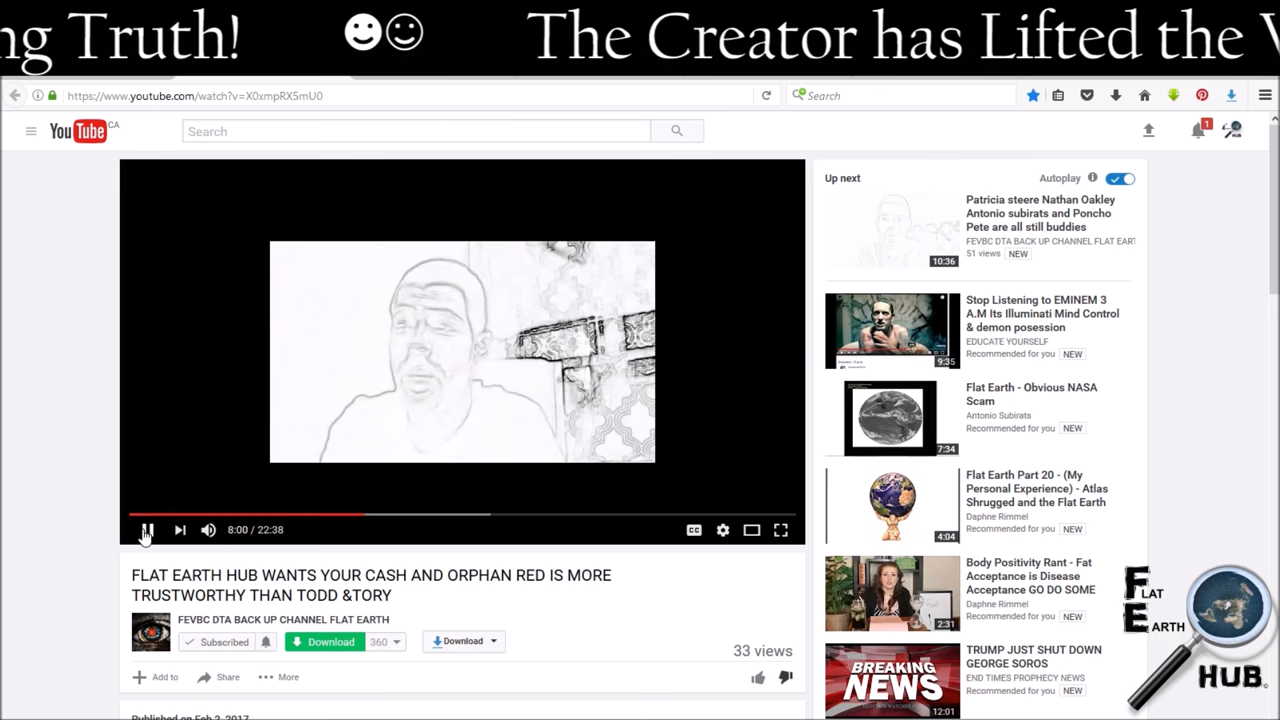 ng Truth!
The Creator has Lifted the V
https://www.youtube.com/watch?v=X0xmpRX5mU0
Search
YouTube CA
Search
1
HUB
Up next
Autoplay
Patricia steere Nathan Oakley
Antonio subirats and Poncho
Pete are all still buddies
FEVBC DTA BACK UP CHANNEL FLAT EART
51 views NEW
10:36
Stop Listening to EMINEM 3
A.M Its Illuminati Mind Control
& demon posession
EDUCATE YOURSELF
Recommended for you NEW
9:35
Flat Earth - Obvious NASA
Scam
Antonio Subirats
Recommended for you NEW
7:34
Flat Earth Part 20 - (My
Personal Experience) - Atlas
Shrugged and the Flat Earth
Daphne Rimmel
Recommended for you NEW
4:04
Body Positivity Rant - Fat
Acceptance is Disease
Acceptance GO DO SOME
Daphne Rimmel
Recommended for you NEW
2:31
TRUMP JUST SHUT DOWN
GEORGE SOROS
END TIMES PROPHECY NEWS
Recommended for you NEW
BREAKING
NEWS
12:01
8:00 / 22:38
CC
FLAT EARTH HUB WANTS YOUR CASH AND ORPHAN RED IS MORE
TRUSTWORTHY THAN TODD &TORY
FEVBC DTA BACK UP CHANNEL FLAT EARTH
Subscribed
Download 360
Download
33 views
Add to
Share
More
Published on Feb 2, 2017
FLAT
EARTH
HUB